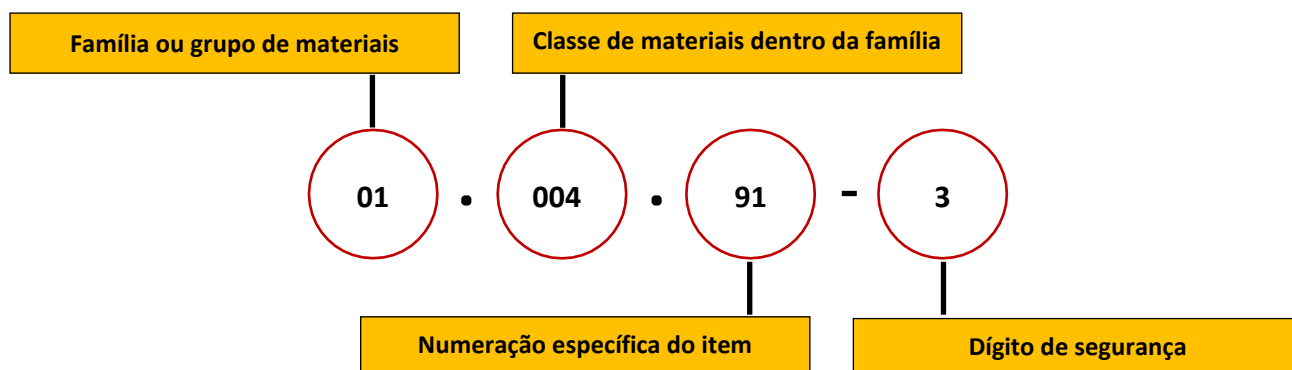 Família ou grupo de materiais
Classe de materiais dentro da família
01 . 004 . 91 - 3
Numeração específica do item
Dígito de segurança